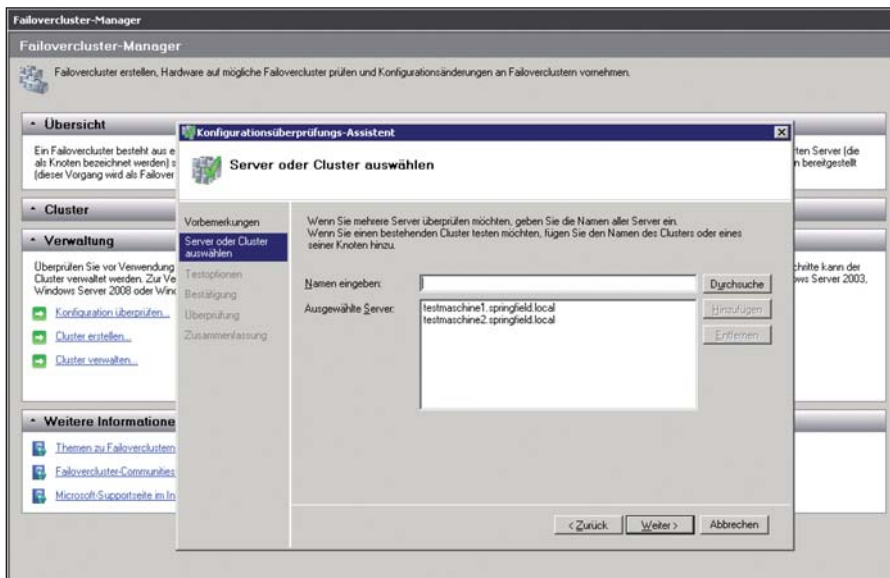 Failovercluster-Manager
Failovercluster-Manager
Failovercluster erstellen, Hardware auf mögliche Failovercluster prüfen und Konfigurationsänderungen an Failoverclustern vornehmen.
Übersicht
Ein Failovercluster besteht aus
ten Server (die
als Knoten bezeichnet werden)
n bereitgestellt
(dieser Vorgang wird als Failover
Cluster
Verwaltung
Überprüfen Sie vor Verwendung
chritte kann der
Cluster verwaltet werden. Zur Ve
ws Server 2003,
Windows Server 2008 oder Wind
Konfiguration überprüfen...
Cluster erstellen...
Cluster verwalten...
Weitere Informatione
Themen zu Failoverclustern
Failovercluster-Communities
Microsoft-Supportseite im In
Konfigurationsüberprüfungs-Assistent
Server oder Cluster auswählen
Vorbemerkungen
Server oder Cluster
auswählen
Testoptionen
Bestätigung
Überprüfung
Zusammenfassung
Wenn Sie mehrere Server überprüfen möchten, geben Sie die Namen aller Server ein.
Wenn Sie einen bestehenden Cluster testen möchten, fügen Sie den Namen des Clusters oder eines
seiner Knoten hinzu.
Namen eingeben:
Durchsuche
Ausgewählte Server:
testmaschine1.springfield.local
testmaschine2.springfield.local
Hinzufügen
Entfernen
< Zurück
Weiter >
Abbrechen